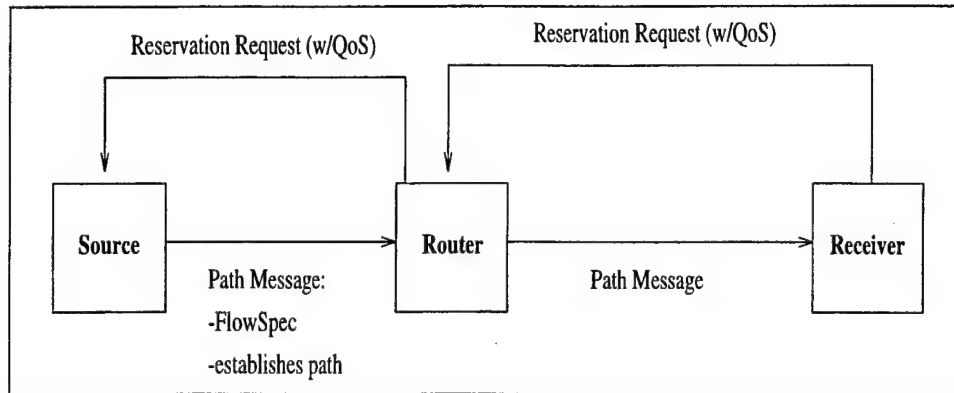 Reservation Request (w/QoS)
Reservation Request (w/QoS)
Source
Router
Receiver
Path Message:
-FlowSpec
-establishes path
Path Message